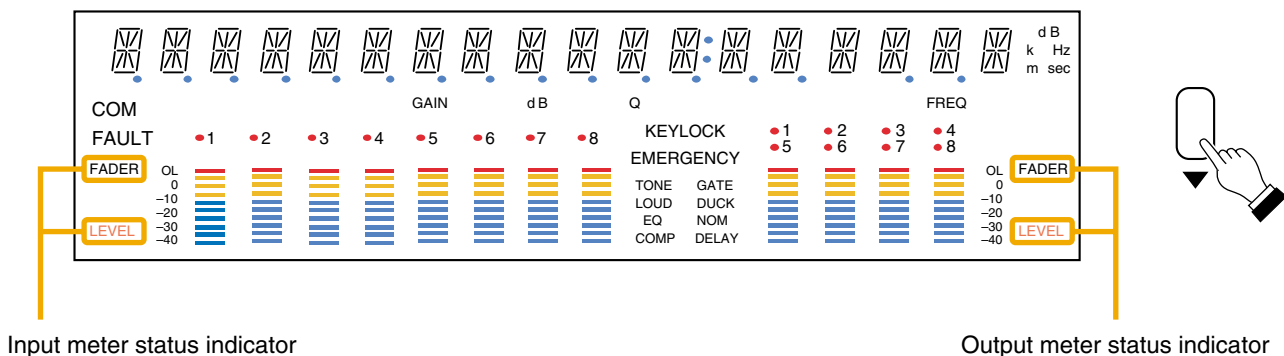 d B
k Hz
m sec
COM GAIN d B Q FREQ
FAULT 1 2 3 4 5 6 7 8 KEYLOCK 1 2 3 4
EMERGENCY 5 6 7 8
FADER OL OL FADER
0 TONE GATE 0
–10 LOUD DUCK –10
–20 EQ NOM –20
LEVEL –30 COMP DELAY –30 LEVEL
–40 –40
Input meter status indicator Output meter status indicator